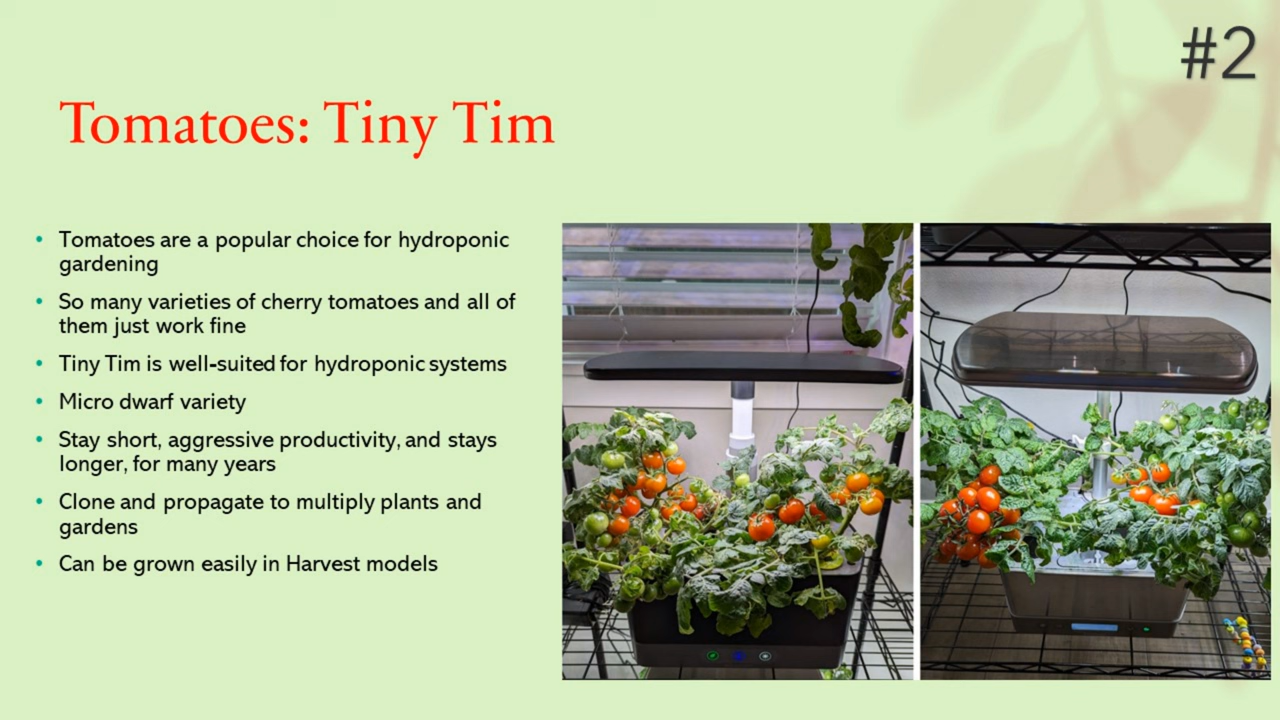 #2
Tomatoes: Tiny Tim
• Tomatoes are a popular choice for hydroponic
gardening
• So many varieties of cherry tomatoes and all of
them just work fine
• Tiny Tim is well-suited for hydroponic systems
• Micro dwarf variety
• Stay short, aggressive productivity, and stays
longer, for many years
• Clone and propagate to multiply plants and
gardens
• Can be grown easily in Harvest models